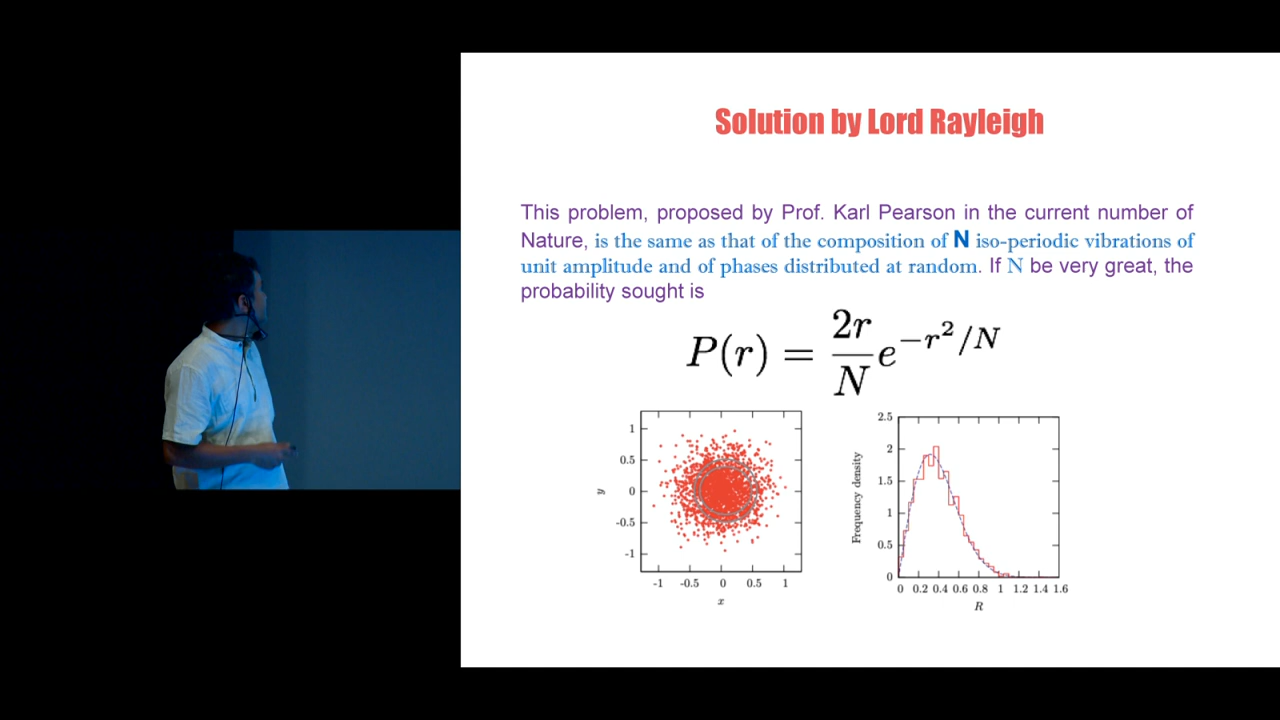 Solution by Lord Rayleigh
This problem, proposed by Prof. Karl Pearson in the current number of
Nature, is the same as that of the composition of N iso-periodic vibrations of
unit amplitude and of phases distributed at random. If N be very great, the
probability sought is
P(r) = \frac{2r}{N} e^{-r^2/N}
1
0.5
0
-0.5
-1
y
-1 -0.5 0 0.5 1
x
2.5
2
1.5
1
0.5
0
Frequency density
0 0.2 0.4 0.6 0.8 1 1.2 1.4 1.6
R